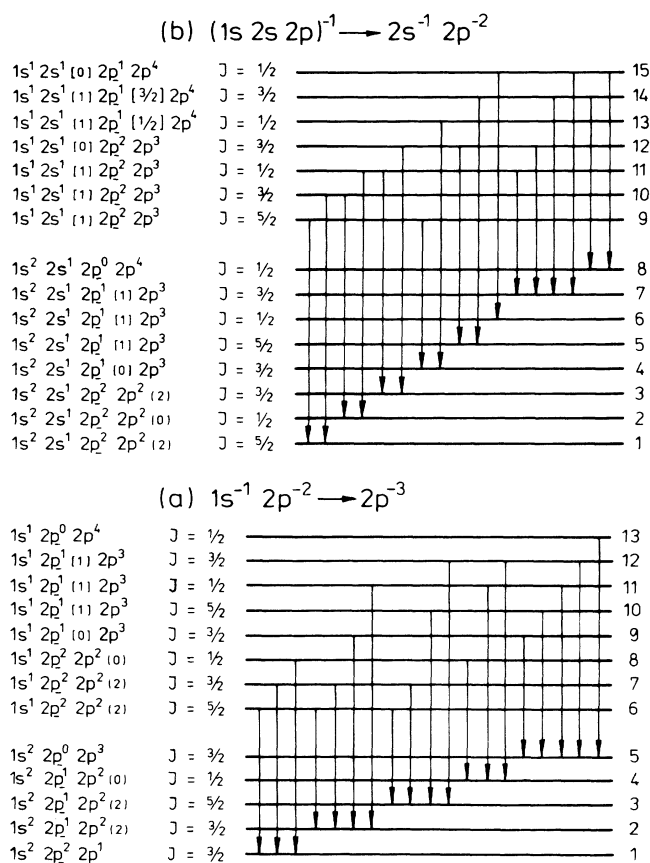 (b) (1s 2s 2p)⁻¹ → 2s⁻¹ 2p⁻²
1s¹ 2s¹ [0] 2p̲¹ 2p⁴ J = 1/2 15
1s¹ 2s¹ [1] 2p̲¹ [3/2] 2p⁴ J = 3/2 14
1s¹ 2s¹ [1] 2p̲¹ [1/2] 2p⁴ J = 1/2 13
1s¹ 2s¹ [0] 2p̲² 2p³ J = 3/2 12
1s¹ 2s¹ [1] 2p̲² 2p³ J = 1/2 11
1s¹ 2s¹ [1] 2p̲² 2p³ J = 3/2 10
1s¹ 2s¹ [1] 2p̲² 2p³ J = 5/2 9
1s² 2s¹ 2p̲⁰ 2p⁴ J = 1/2 8
1s² 2s¹ 2p̲¹ [1] 2p³ J = 3/2 7
1s² 2s¹ 2p̲¹ [1] 2p³ J = 1/2 6
1s² 2s¹ 2p̲¹ [1] 2p³ J = 5/2 5
1s² 2s¹ 2p̲¹ [0] 2p³ J = 3/2 4
1s² 2s¹ 2p̲² 2p² (2) J = 3/2 3
1s² 2s¹ 2p̲² 2p² (0) J = 1/2 2
1s² 2s¹ 2p̲² 2p² (2) J = 5/2 1
(a) 1s⁻¹ 2p⁻² → 2p⁻³
1s¹ 2p̲⁰ 2p⁴ J = 1/2 13
1s¹ 2p̲¹ [1] 2p³ J = 3/2 12
1s¹ 2p̲¹ [1] 2p³ J = 1/2 11
1s¹ 2p̲¹ [1] 2p³ J = 5/2 10
1s¹ 2p̲¹ [0] 2p³ J = 3/2 9
1s¹ 2p̲² 2p² (0) J = 1/2 8
1s¹ 2p̲² 2p² (2) J = 3/2 7
1s¹ 2p̲² 2p² (2) J = 5/2 6
1s² 2p̲⁰ 2p³ J = 3/2 5
1s² 2p̲¹ 2p² (0) J = 1/2 4
1s² 2p̲¹ 2p² (2) J = 5/2 3
1s² 2p̲¹ 2p² (2) J = 3/2 2
1s² 2p̲² 2p¹ J = 3/2 1